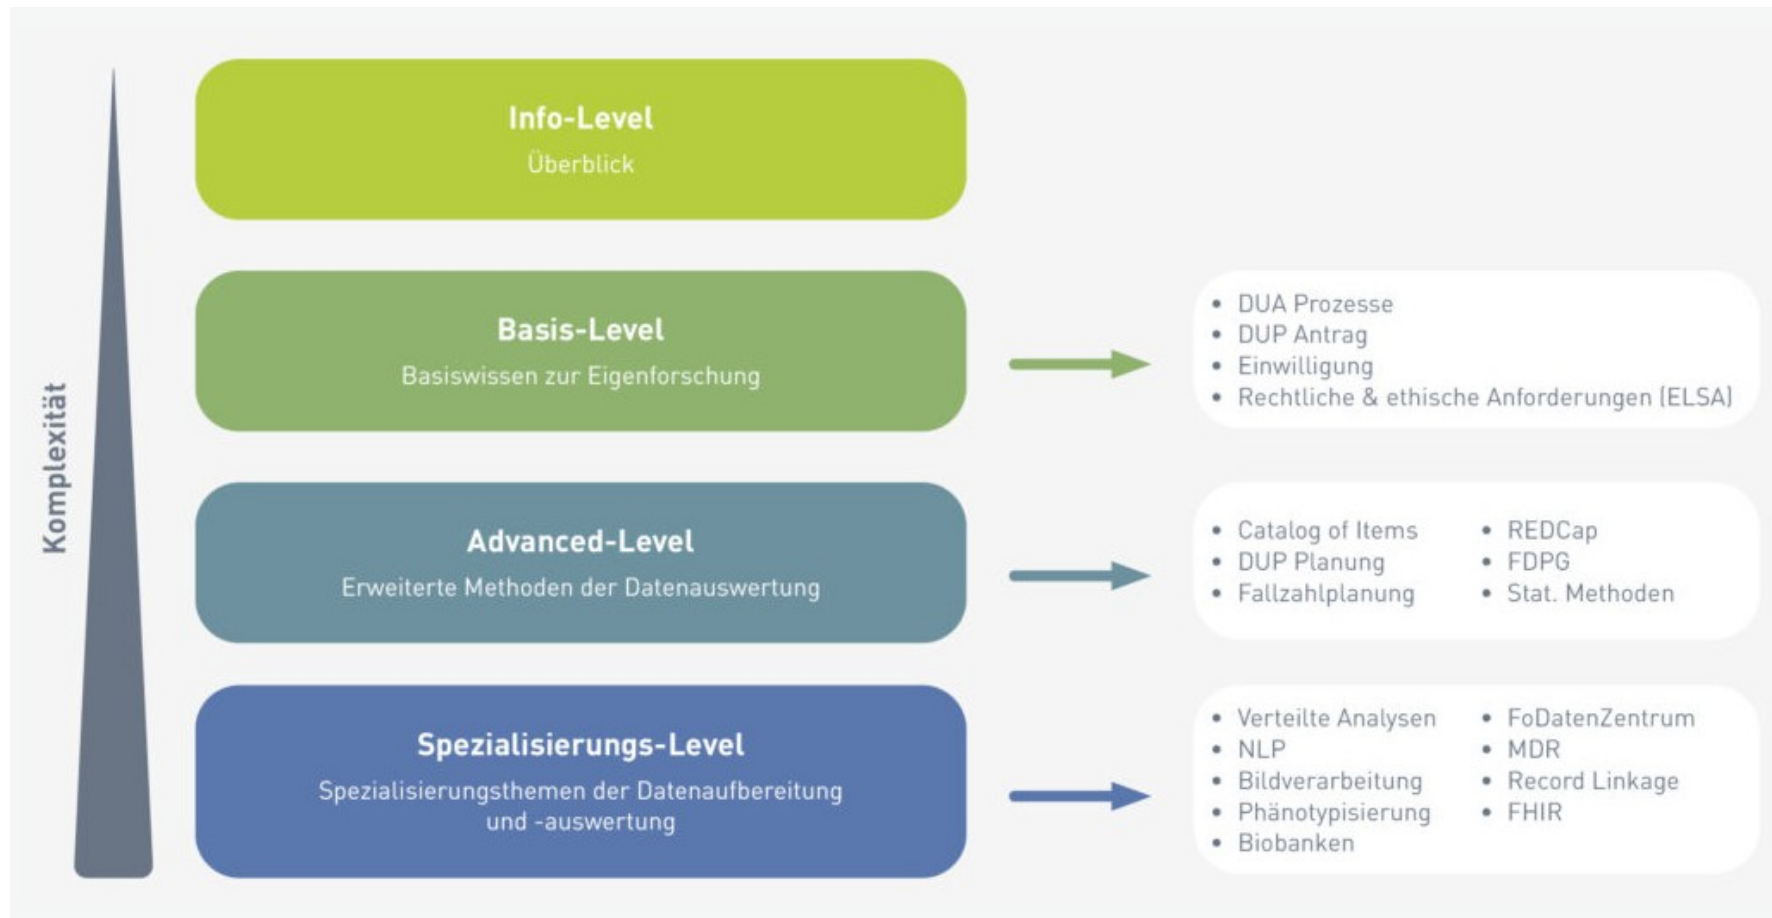 Komplexität
Info-Level
Überblick
Basis-Level
Basiswissen zur Eigenforschung
• DUA Prozesse
• DUP Antrag
• Einwilligung
• Rechtliche & ethische Anforderungen (ELSA)
Advanced-Level
Erweiterte Methoden der Datenauswertung
• Catalog of Items
• DUP Planung
• Fallzahlplanung
• REDCap
• FDPG
• Stat. Methoden
Spezialisierungs-Level
Spezialisierungsthemen der Datenaufbereitung
und -auswertung
• Verteilte Analysen
• NLP
• Bildverarbeitung
• Phänotypisierung
• Biobanken
• FoDatenZentrum
• MDR
• Record Linkage
• FHIR